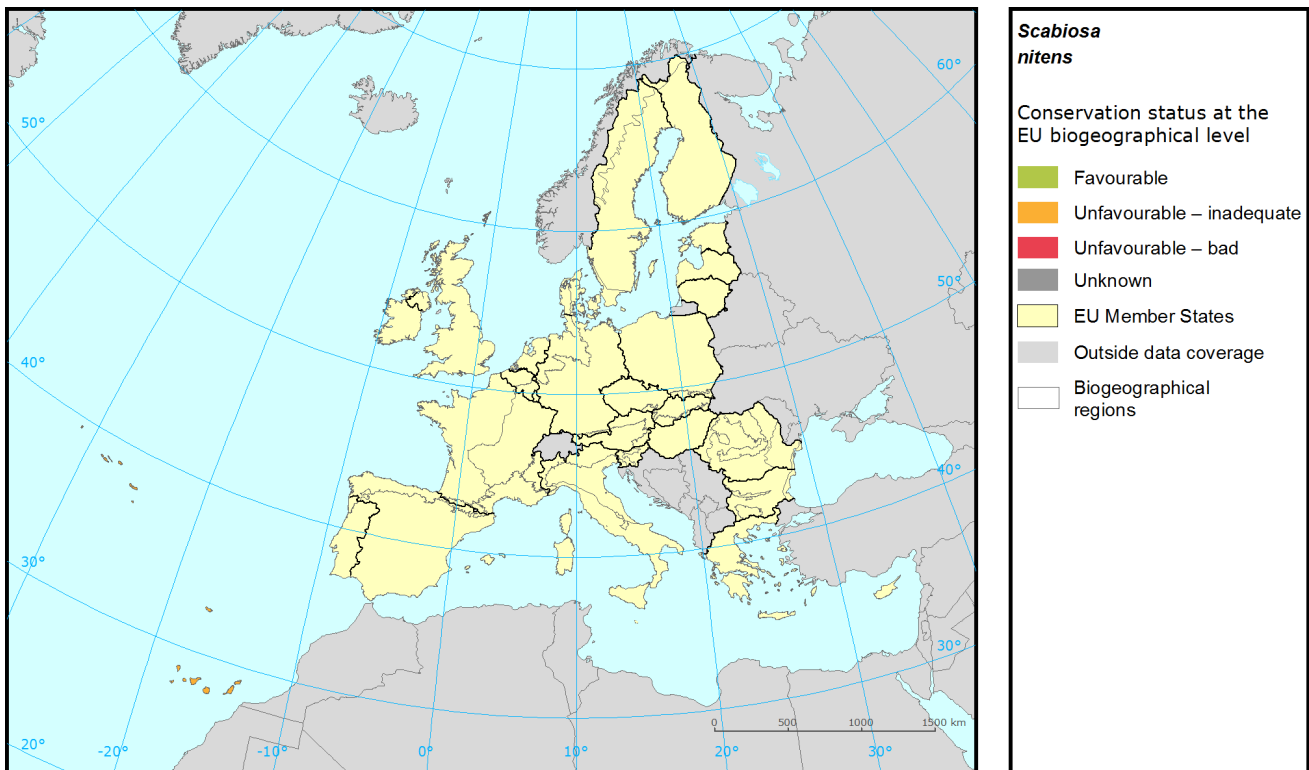 Scabiosa
nitens
Conservation status at the
EU biogeographical level
Favourable
Unfavourable – inadequate
Unfavourable – bad
Unknown
EU Member States
Outside data coverage
Biogeographical
regions
60°
50°
50°
40°
40°
30°
30°
0 500 1000 1500 km
20° -20° -10° 0° 10° 20° 30°